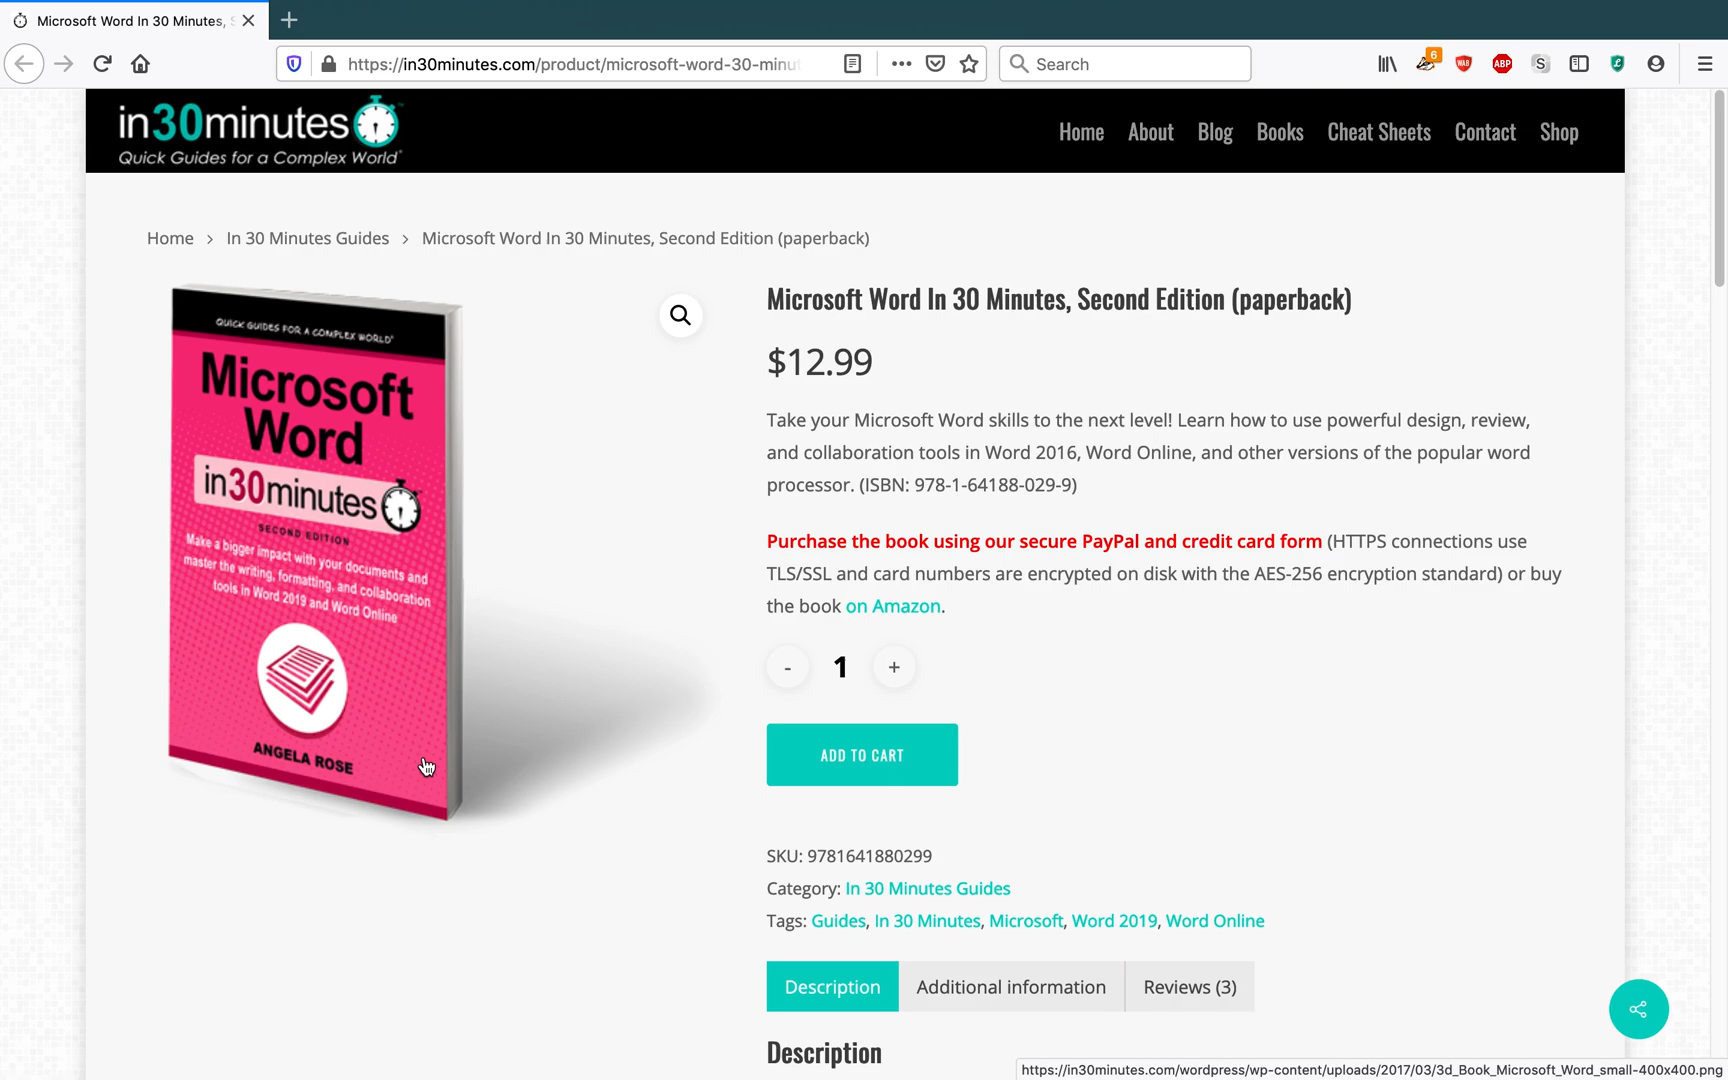 Microsoft Word In 30 Minutes, S
https://in30minutes.com/product/microsoft-word-30-minut
Search
6
WAB
ABP
S
in30minutes
Quick Guides for a Complex World
Home About Blog Books Cheat Sheets Contact Shop
Home > In 30 Minutes Guides > Microsoft Word In 30 Minutes, Second Edition (paperback)
QUICK GUIDES FOR A COMPLEX WORLD
Microsoft
Word
in30minutes
SECOND EDITION
Make a bigger impact with your documents and
master the writing, formatting, and collaboration
tools in Word 2019 and Word Online
ANGELA ROSE
Microsoft Word In 30 Minutes, Second Edition (paperback)
$12.99
Take your Microsoft Word skills to the next level! Learn how to use powerful design, review,
and collaboration tools in Word 2016, Word Online, and other versions of the popular word
processor. (ISBN: 978-1-64188-029-9)
Purchase the book using our secure PayPal and credit card form (HTTPS connections use
TLS/SSL and card numbers are encrypted on disk with the AES-256 encryption standard) or buy
the book on Amazon.
- 1 +
ADD TO CART
SKU: 9781641880299
Category: In 30 Minutes Guides
Tags: Guides, In 30 Minutes, Microsoft, Word 2019, Word Online
Description Additional information Reviews (3)
Description
https://in30minutes.com/wordpress/wp-content/uploads/2017/03/3d_Book_Microsoft_Word_small-400x400.png